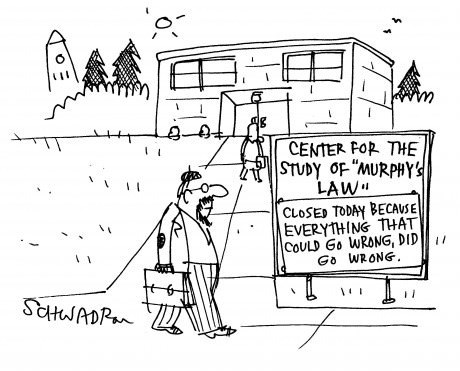 CENTER FOR THE
STUDY OF "MURPHY'S
LAW"
CLOSED TODAY BECAUSE
EVERYTHING THAT
COULD GO WRONG, DID
GO WRONG.
SCHWADRON